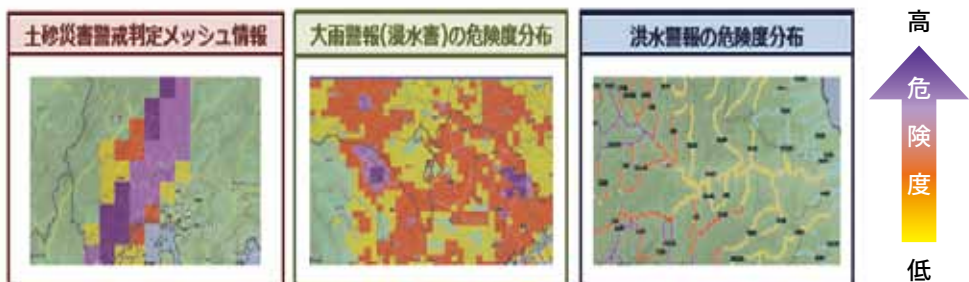 土砂災害警戒判定メッシュ情報
大雨警報(浸水害)の危険度分布
洪水警報の危険度分布
高
危
険
度
低